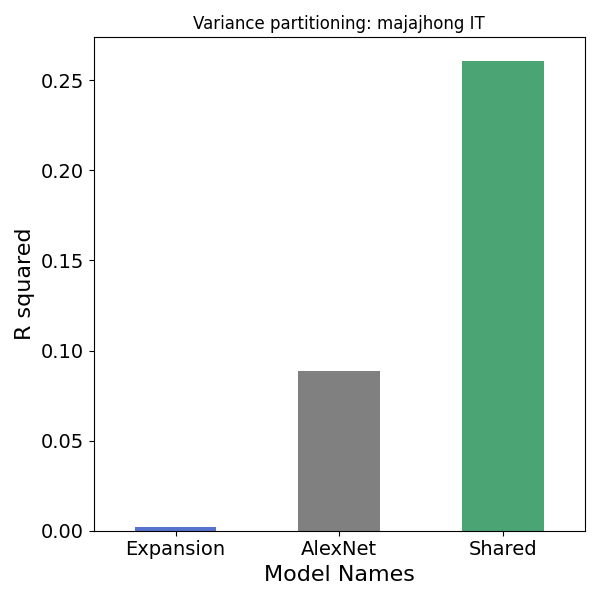 Variance partitioning: majajhong IT
0.25
0.20
0.15
0.10
0.05
0.00
R squared
Expansion AlexNet Shared
Model Names